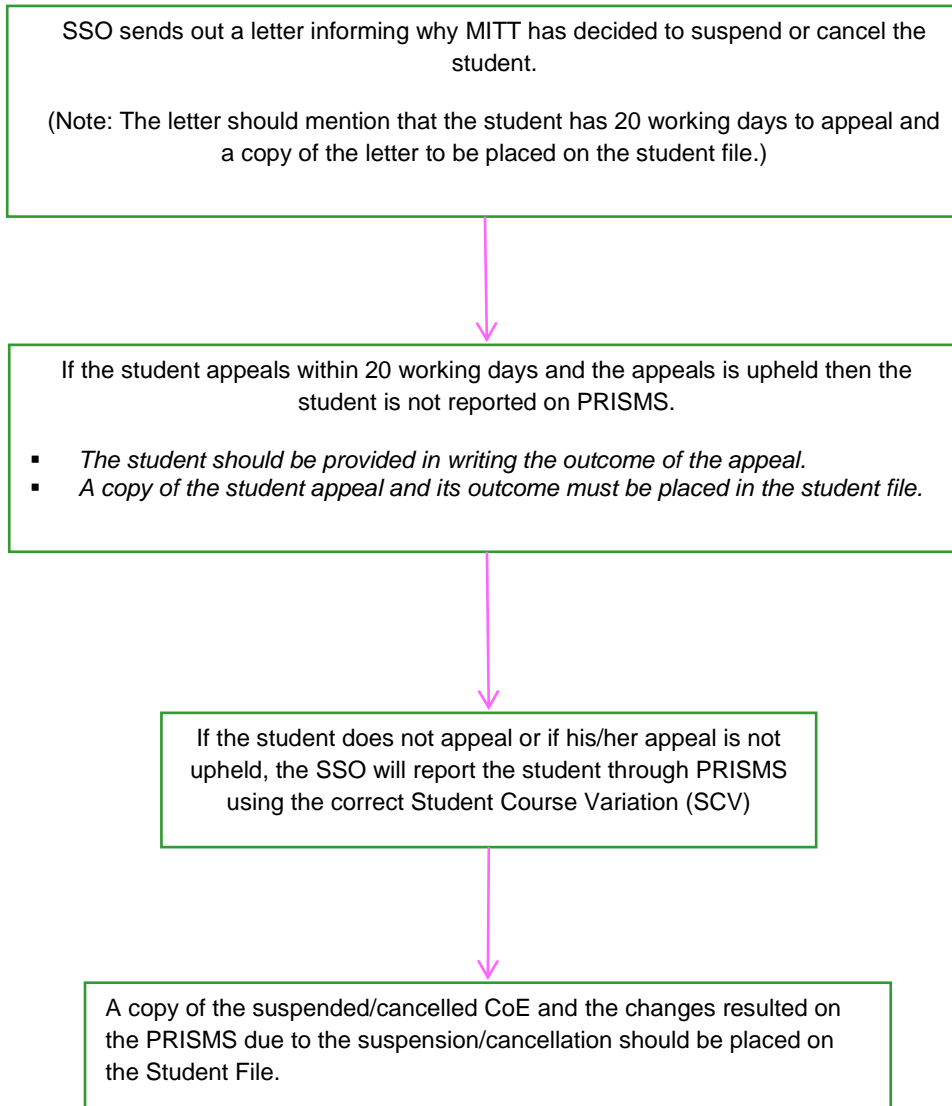 SSO sends out a letter informing why MITT has decided to suspend or cancel the
student.
(Note: The letter should mention that the student has 20 working days to appeal and
a copy of the letter to be placed on the student file.)
If the student appeals within 20 working days and the appeals is upheld then the
student is not reported on PRISMS.
▪ The student should be provided in writing the outcome of the appeal.
▪ A copy of the student appeal and its outcome must be placed in the student file.
If the student does not appeal or if his/her appeal is not
upheld, the SSO will report the student through PRISMS
using the correct Student Course Variation (SCV)
A copy of the suspended/cancelled CoE and the changes resulted on
the PRISMS due to the suspension/cancellation should be placed on
the Student File.